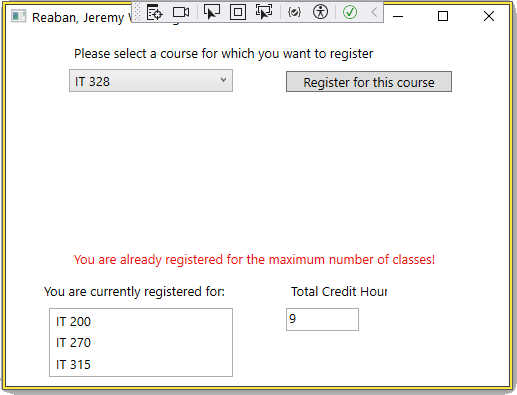 Reaban, Jeremy
Please select a course for which you want to register
IT 328
Register for this course
You are already registered for the maximum number of classes!
You are currently registered for:
Total Credit Hour
IT 200
9
IT 270
IT 315